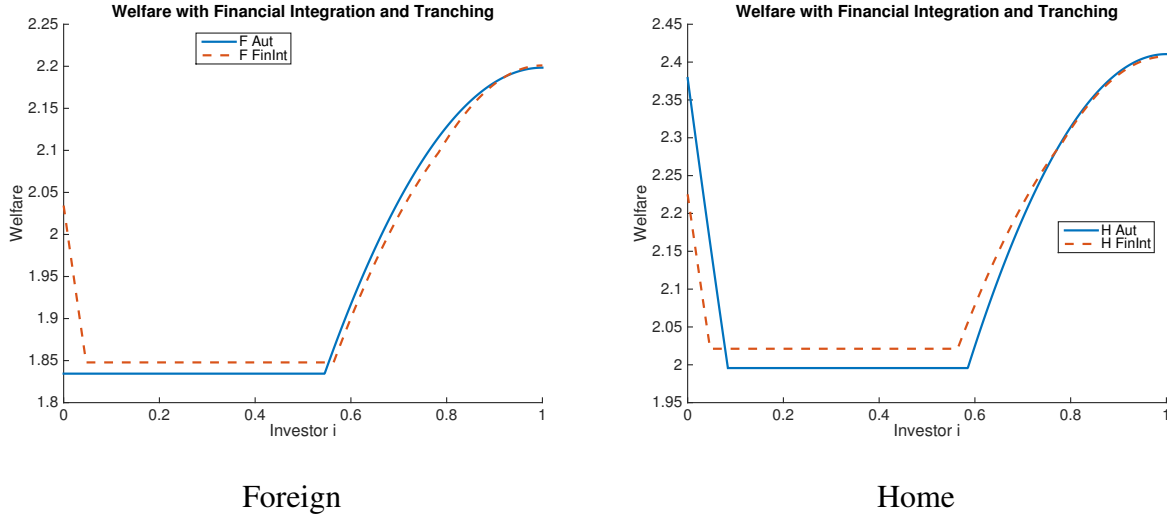 Welfare with Financial Integration and Tranching
2.25
2.2
2.15
2.1
2.05
2
1.95
1.9
1.85
1.8
Welfare
F Aut
F FinInt
0 0.2 0.4 0.6 0.8 1
Investor i
Foreign
Welfare with Financial Integration and Tranching
2.45
2.4
2.35
2.3
2.25
2.2
2.15
2.1
2.05
2
1.95
Welfare
H Aut
H FinInt
0 0.2 0.4 0.6 0.8 1
Investor i
Home